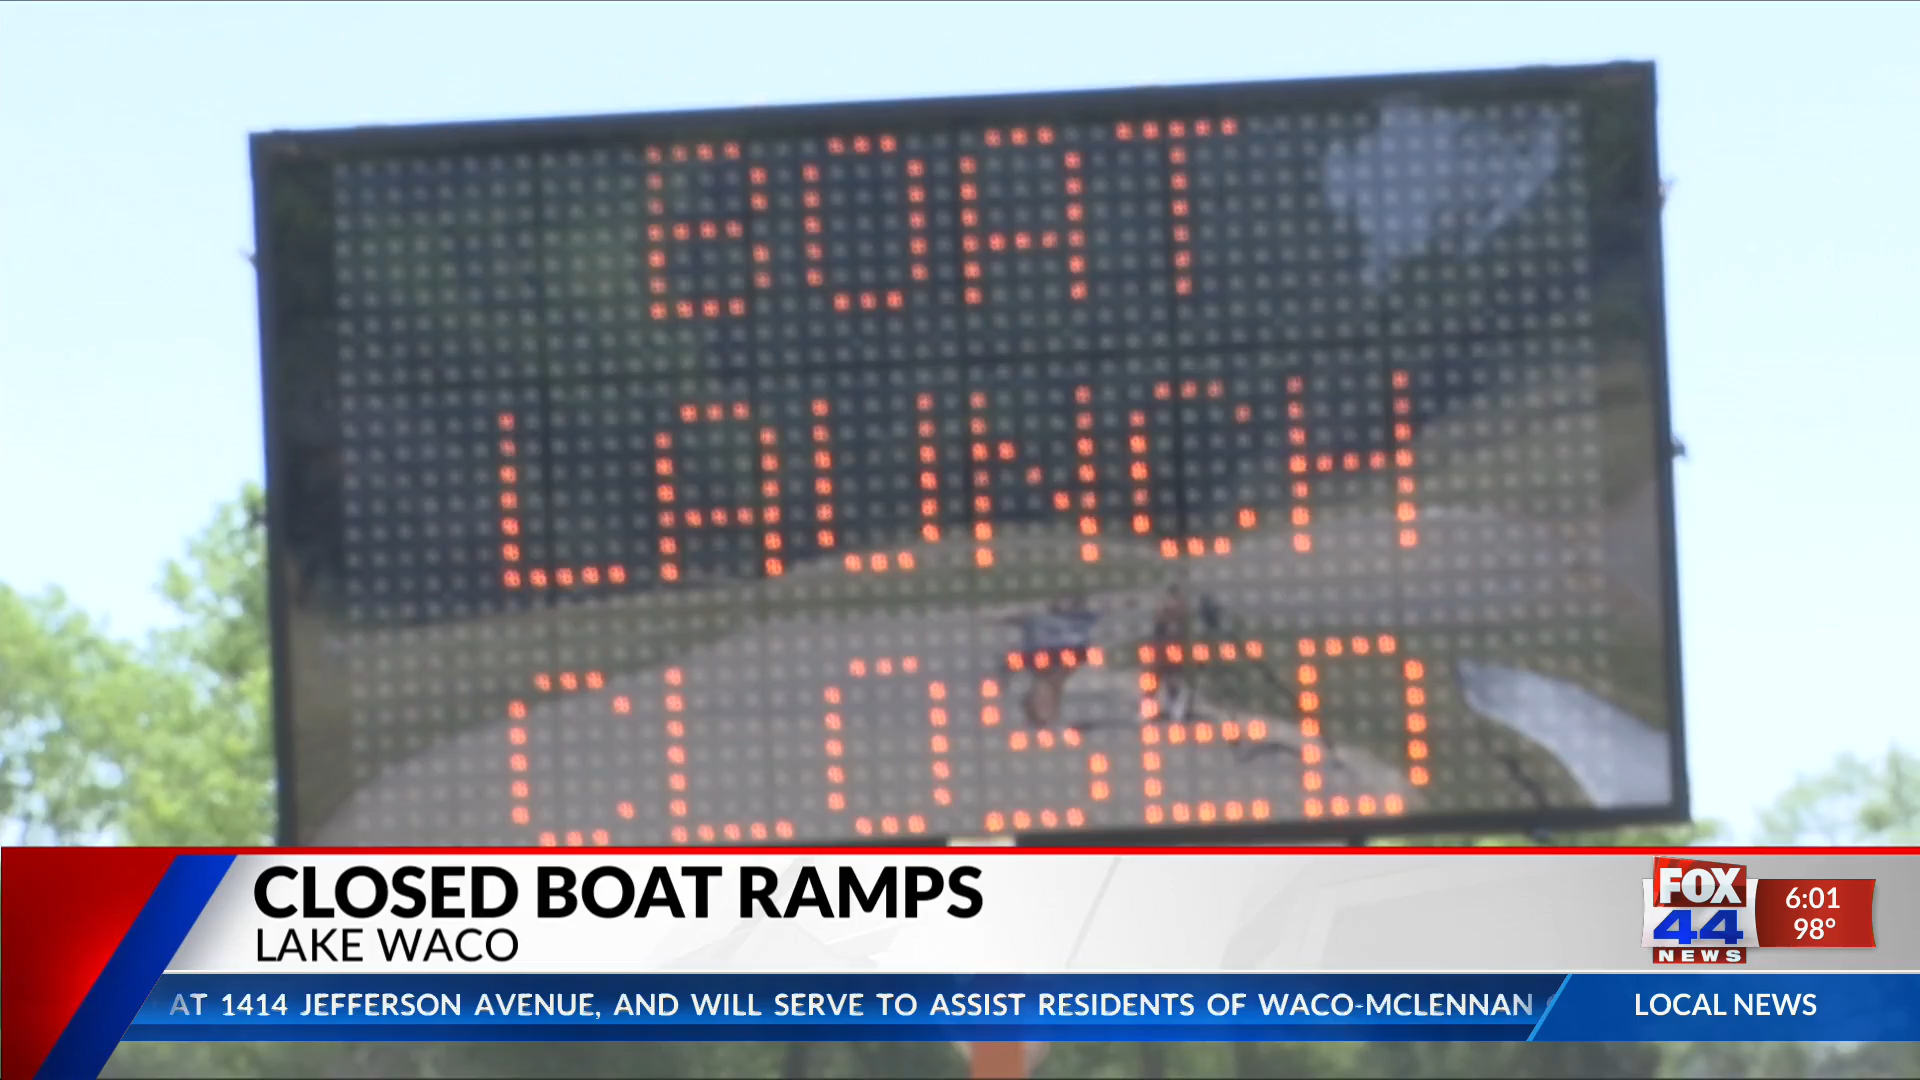 BOAT
LAUNCH
CLOSED
CLOSED BOAT RAMPS
LAKE WACO
FOX
44
NEWS
6:01
98°
AT 1414 JEFFERSON AVENUE, AND WILL SERVE TO ASSIST RESIDENTS OF WACO-MCLENNAN
LOCAL NEWS